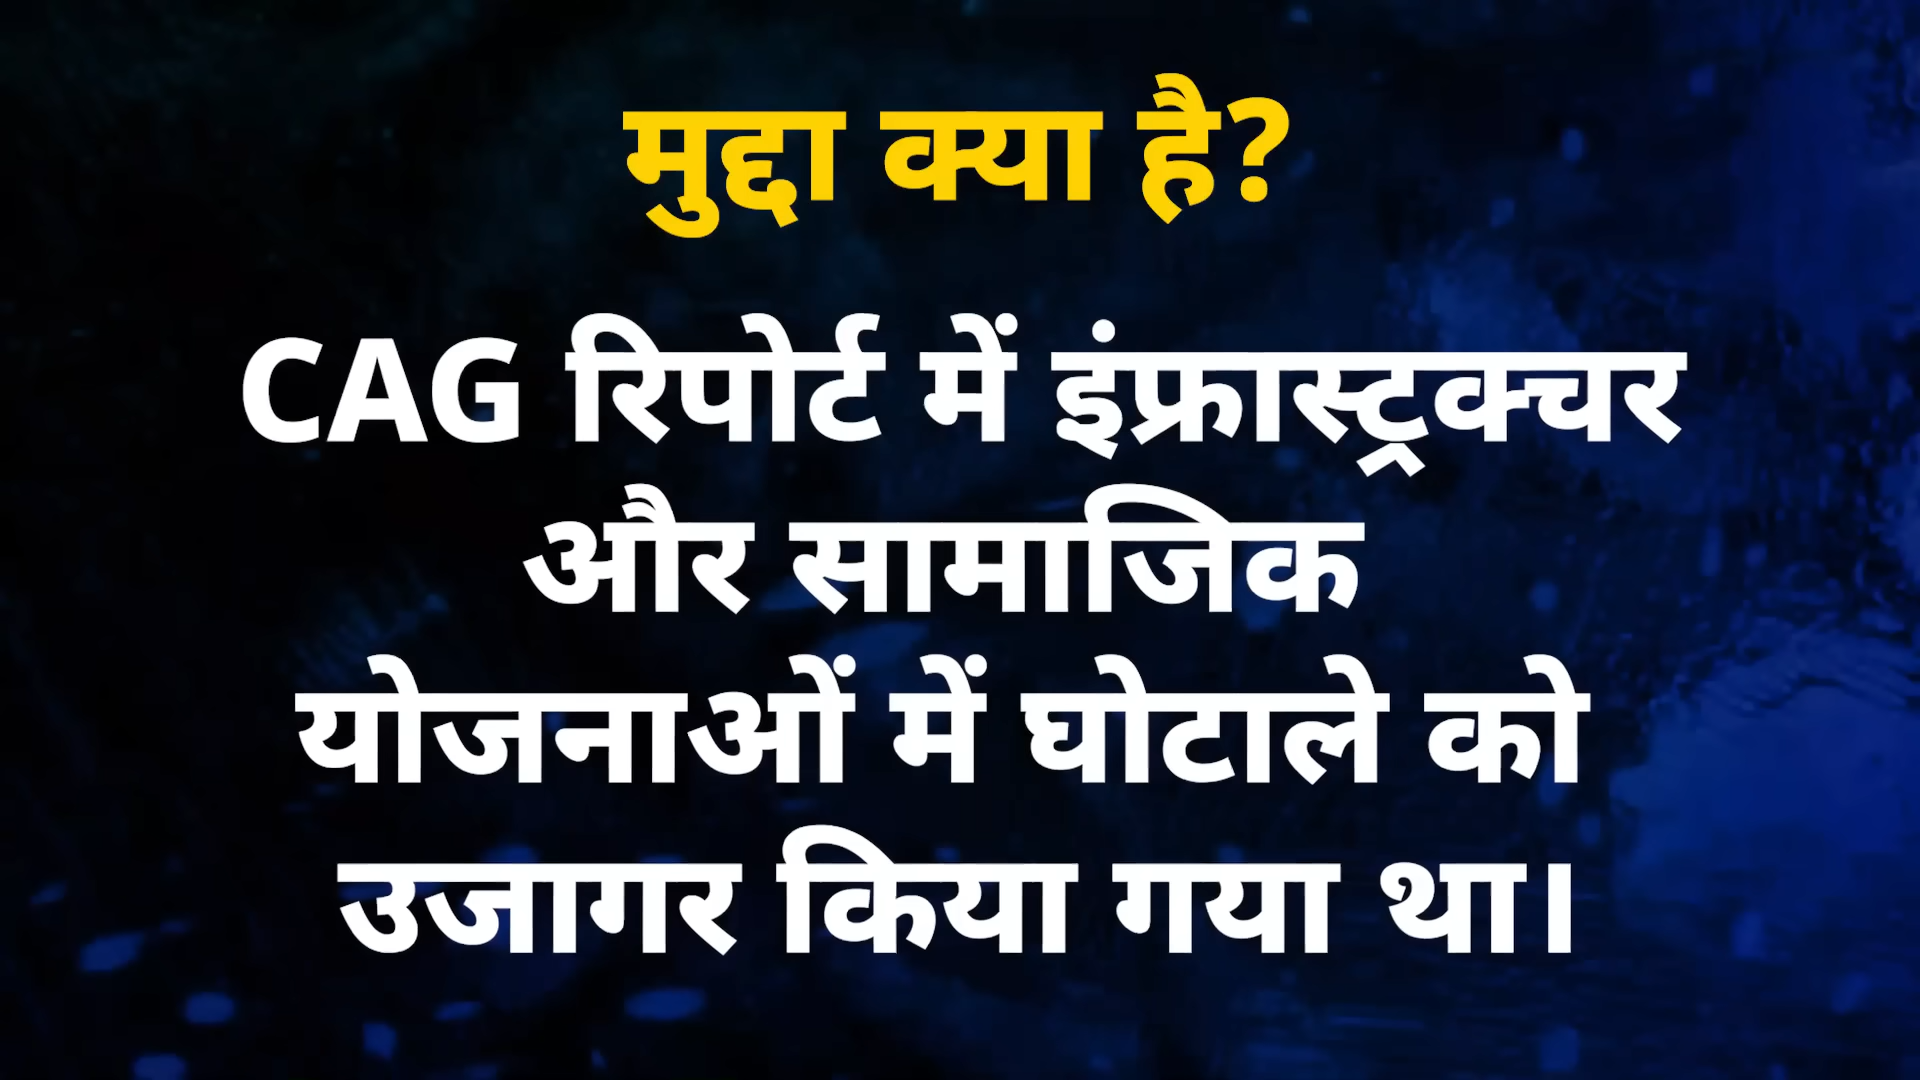 मुद्दा क्या है?
CAG रिपोर्ट में इंफ्रास्ट्रक्चर
और सामाजिक
योजनाओं में घोटाले को
उजागर किया गया था।